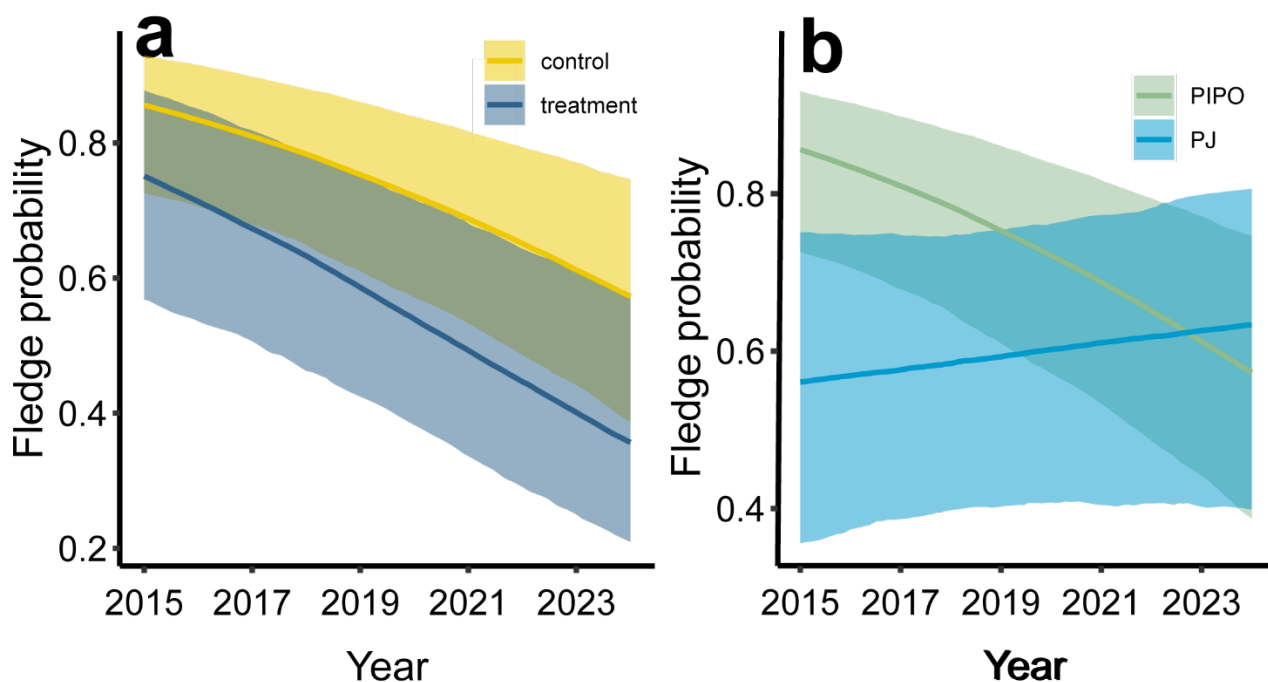 a
control
treatment
0.8
0.6
0.4
0.2
Fledge probability
2015 2017 2019 2021 2023
Year
b
PIPO
PJ
0.8
0.6
0.4
Fledge probability
2015 2017 2019 2021 2023
Year